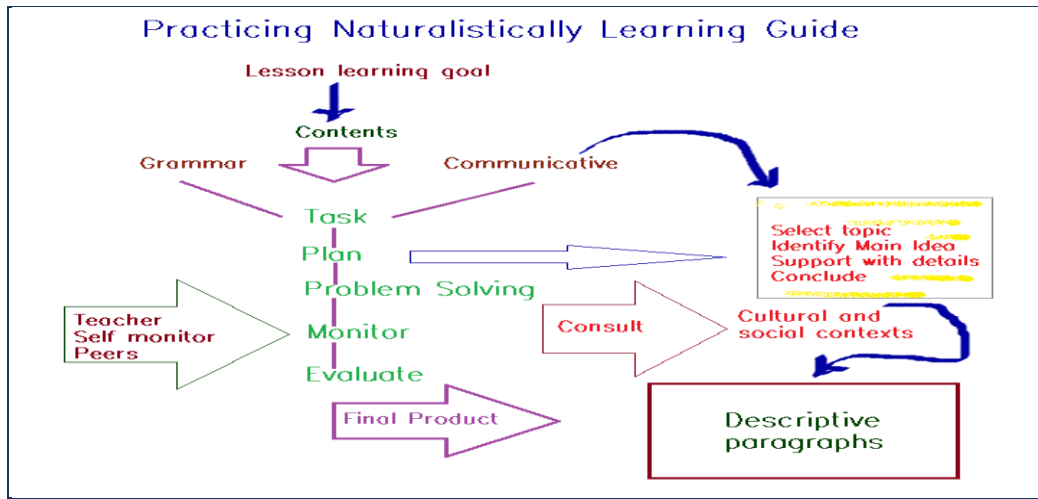 Practicing Naturalistically Learning Guide
Lesson learning goal
Contents
Grammar
Communicative
Task
Plan
Problem Solving
Monitor
Evaluate
Select topic
Identify Main Idea
Support with details
Conclude
Teacher
Self monitor
Peers
Consult
Cultural and
social contexts
Final Product
Descriptive
paragraphs